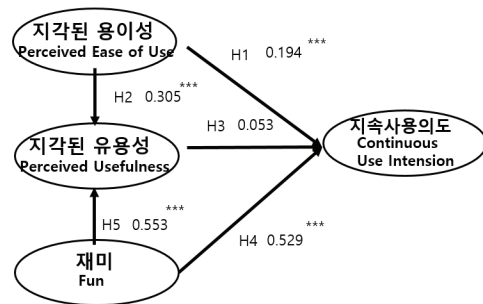 지각된 용이성
Perceived Ease of Use
H1 0.194 ***
H2 0.305 ***
H3 0.053
지각된 유용성
Perceived Usefulness
지속사용의도
Continuous
Use Intension
H5 0.553 ***
H4 0.529 ***
재미
Fun